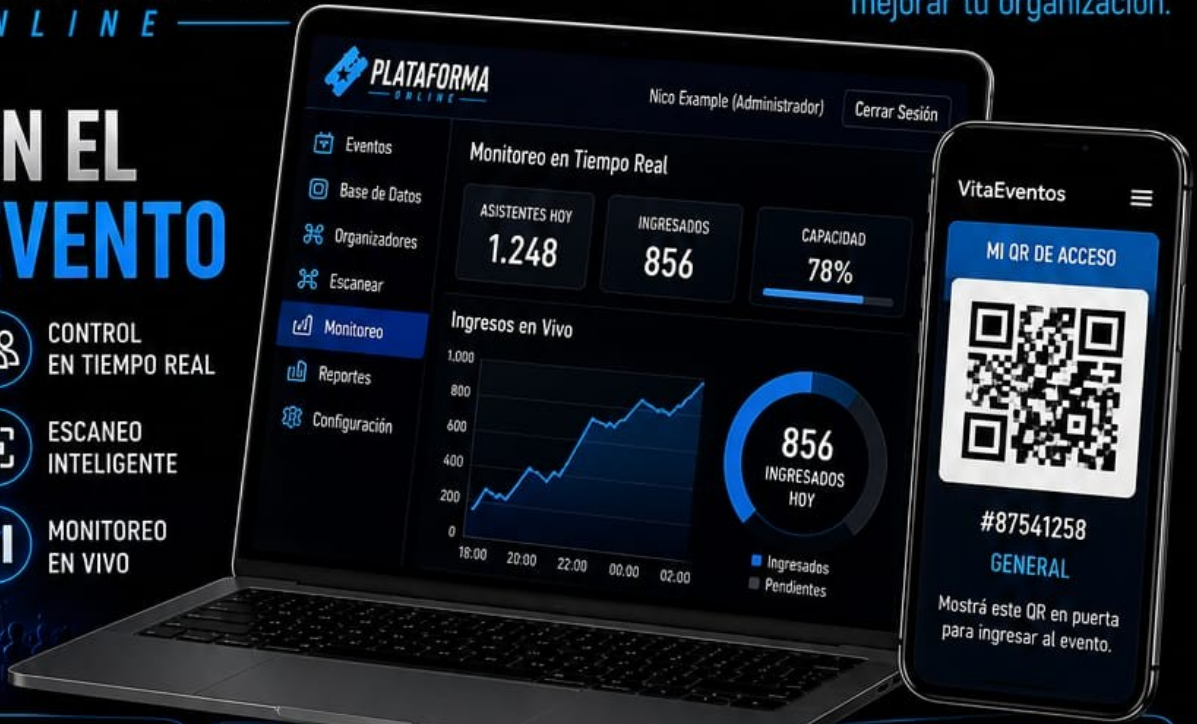 NLINE
mejorar tu organización.
N EL
VENTO
CONTROL
EN TIEMPO REAL
ESCANEO
INTELIGENTE
MONITOREO
EN VIVO
PLATAFORMA
ONLINE
Nico Example (Administrador)
Cerrar Sesión
Eventos
Base de Datos
Organizadores
Escanear
Monitoreo
Reportes
Configuración
Monitoreo en Tiempo Real
ASISTENTES HOY
1.248
INGRESADOS
856
CAPACIDAD
78%
Ingresos en Vivo
1,000
800
600
400
200
0
18:00 20:00 22:00 00:00 02:00
856
INGRESADOS
HOY
Ingresados
Pendientes
VitaEventos
MI QR DE ACCESO
#87541258
GENERAL
Mostrá este QR en puerta
para ingresar al evento.